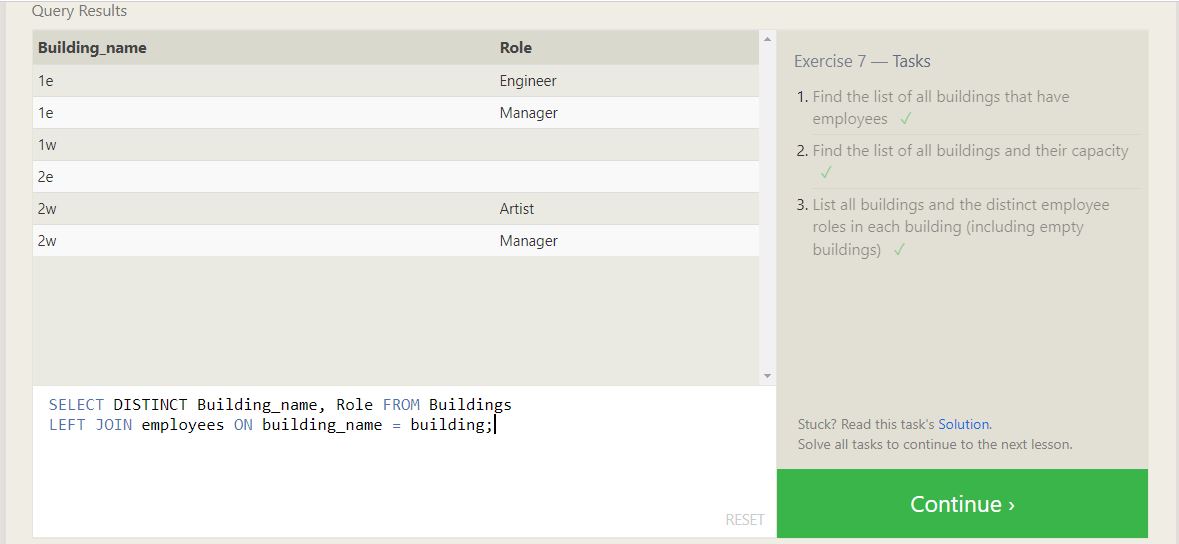 Query Results
Building_name Role
1e Engineer
1e Manager
1w
2e
2w Artist
2w Manager
SELECT DISTINCT Building_name, Role FROM Buildings
LEFT JOIN employees ON building_name = building;
RESET
Exercise 7 — Tasks
1. Find the list of all buildings that have
employees ✓
2. Find the list of all buildings and their capacity
✓
3. List all buildings and the distinct employee
roles in each building (including empty
buildings) ✓
Stuck? Read this task's Solution.
Solve all tasks to continue to the next lesson.
Continue ›